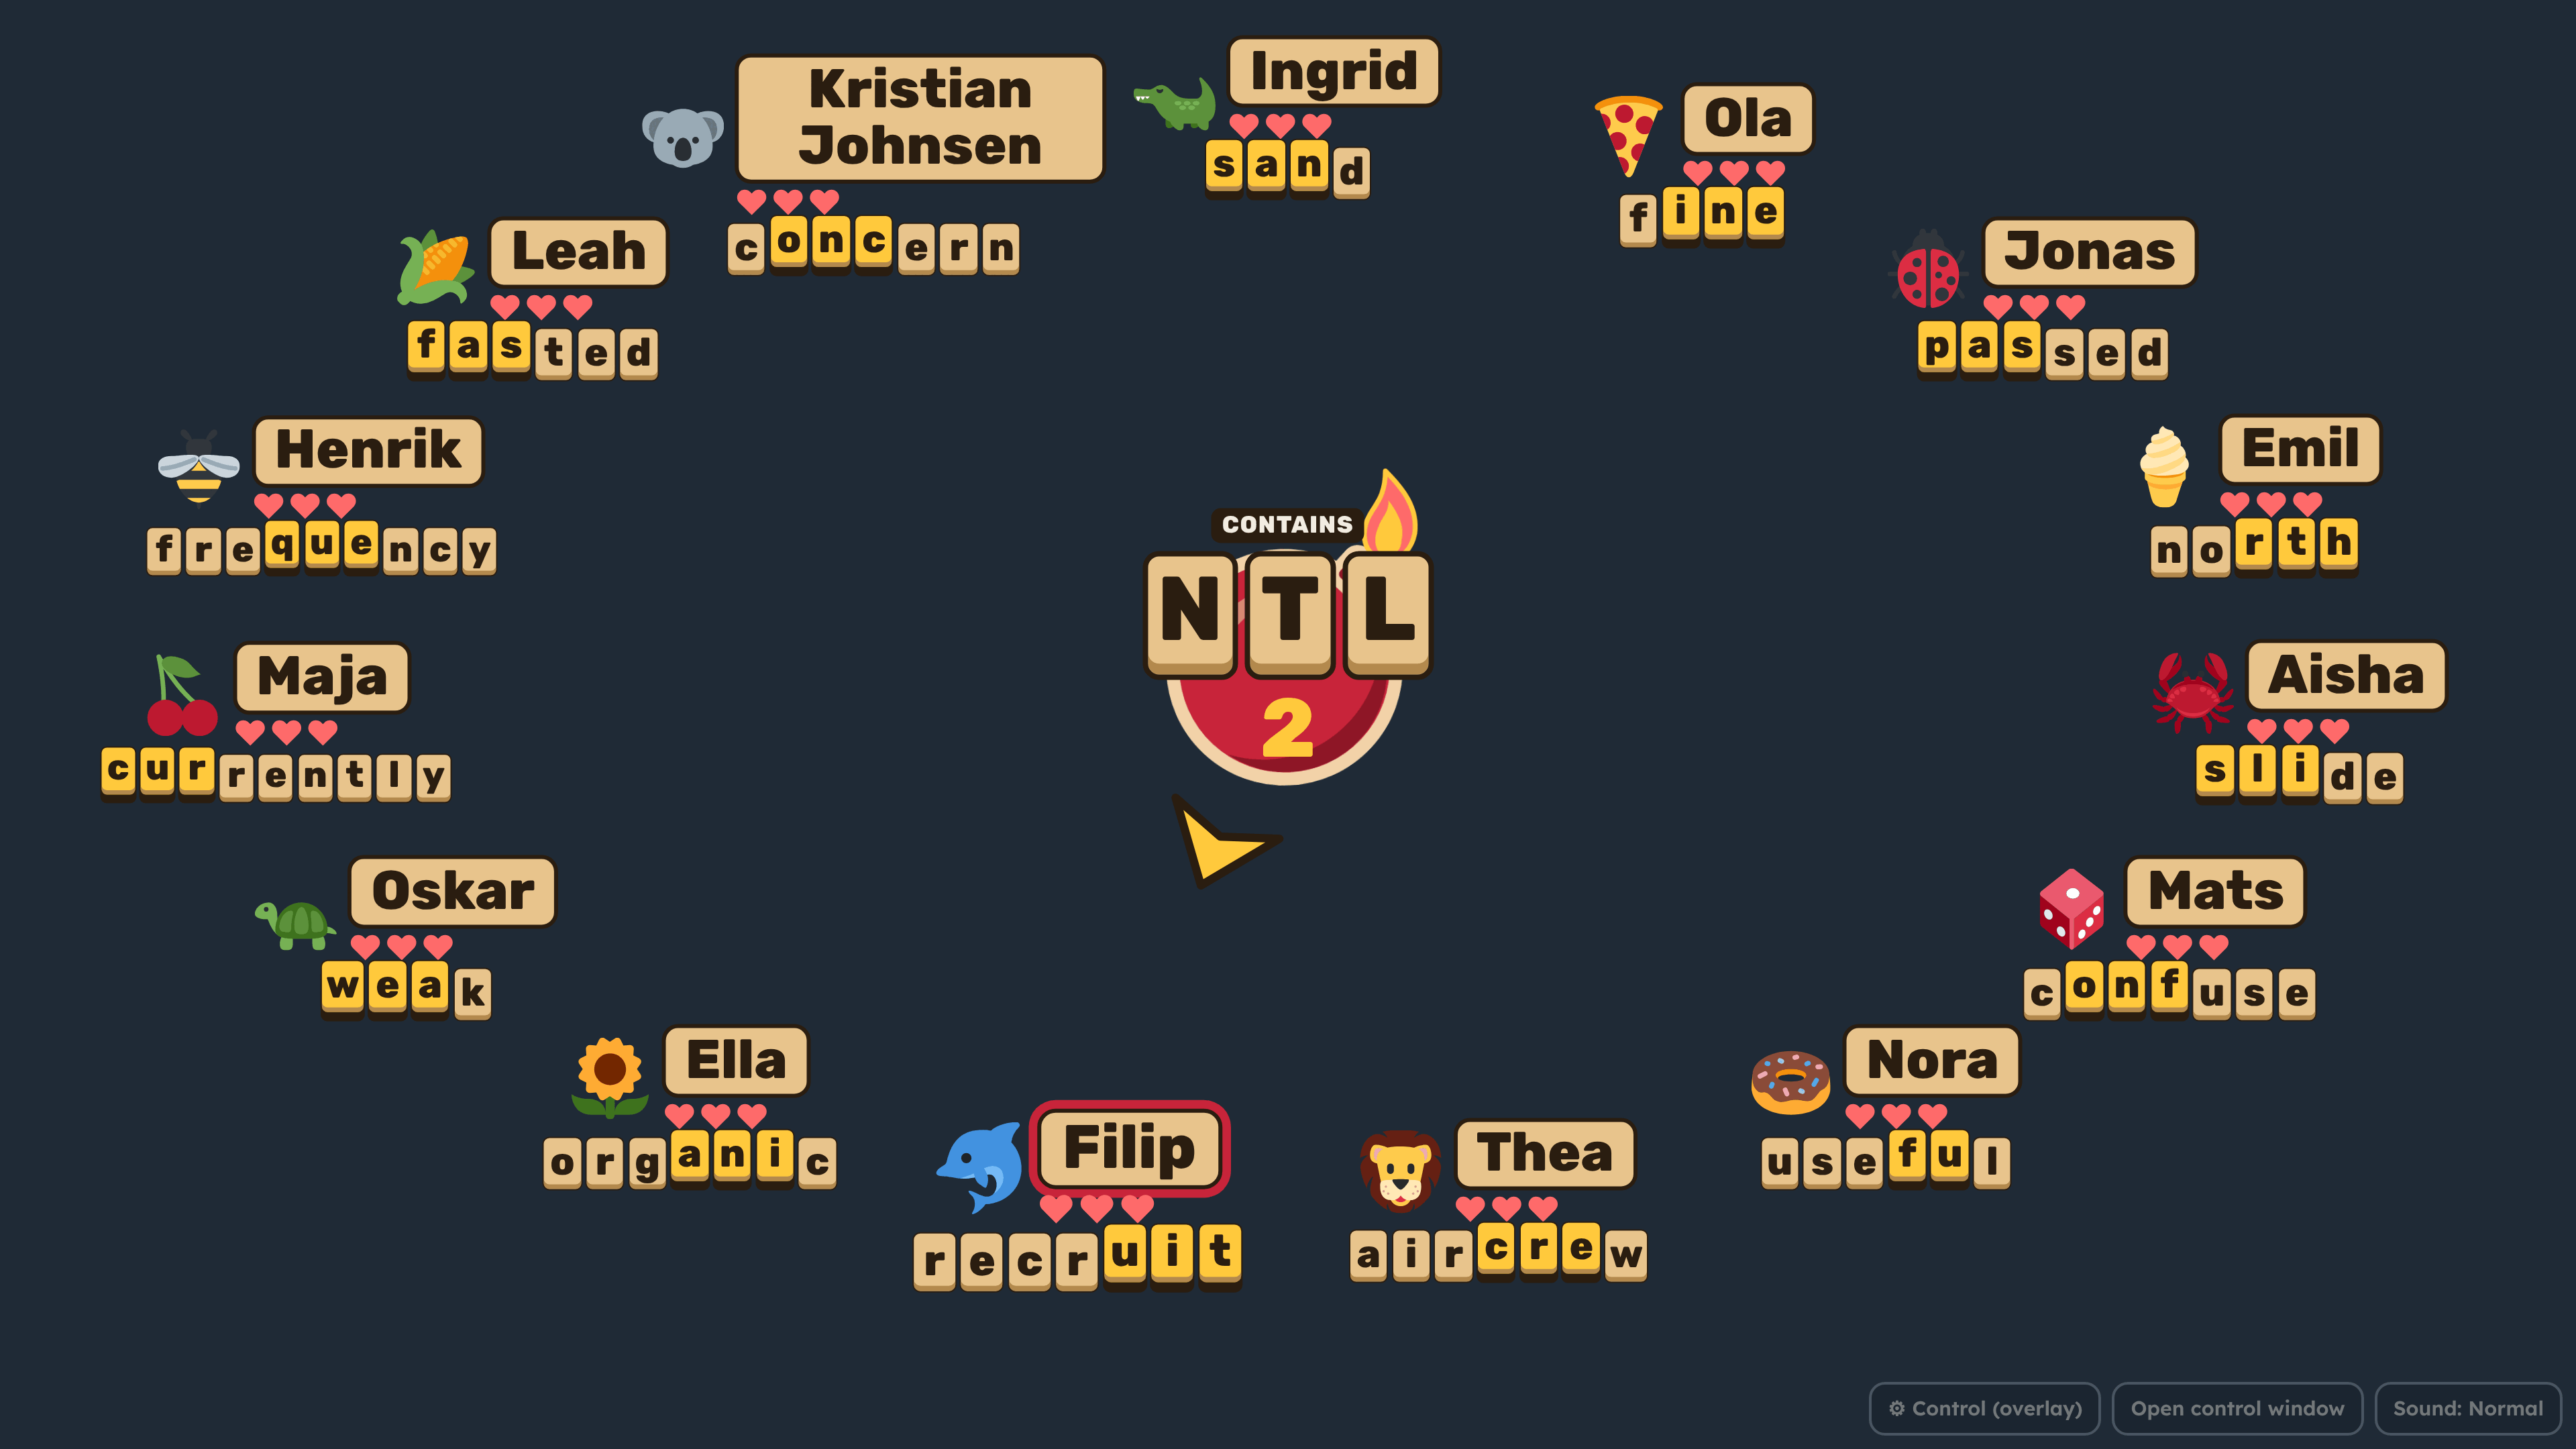 Kristian
Johnsen
concern
Ingrid
sand
Ola
fine
Leah
fasted
Jonas
passed
Henrik
frequency
Emil
north
CONTAINS
NTL
2
Maja
currently
Aisha
slide
Oskar
weak
Mats
confuse
Ella
organic
Filip
recruit
Thea
aircrew
Nora
useful
⚙ Control (overlay)
Open control window
Sound: Normal